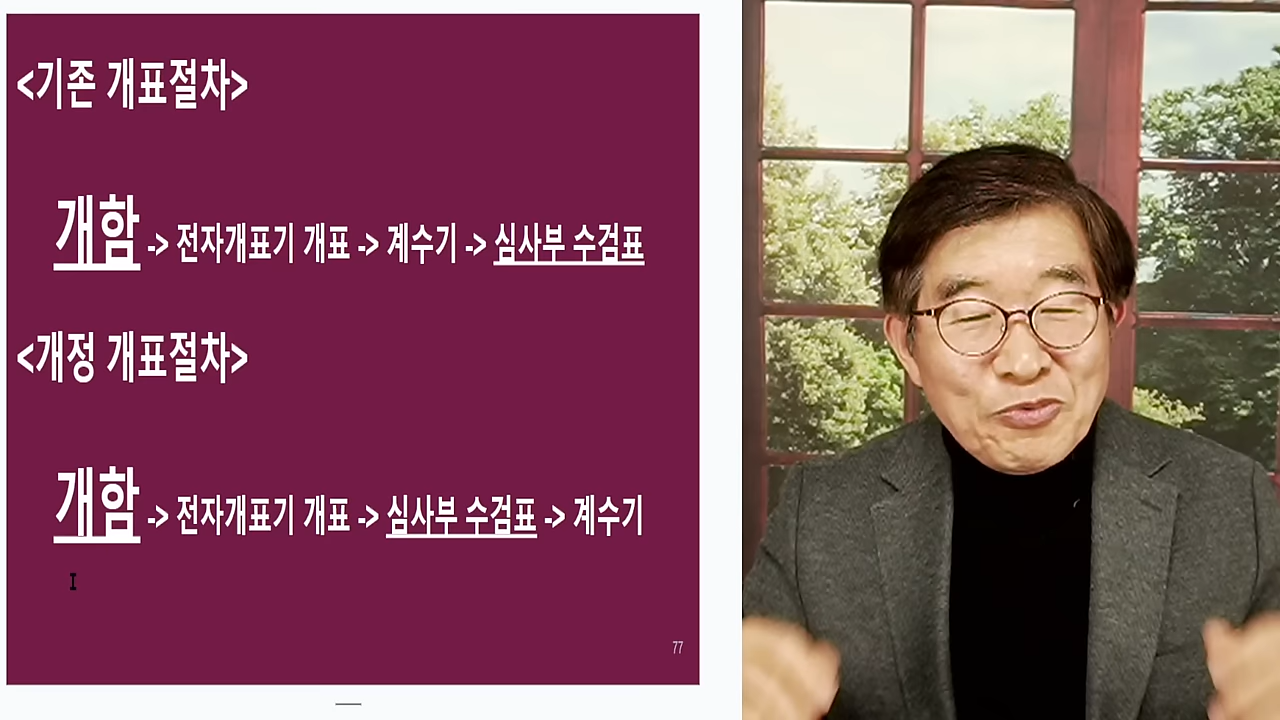 <기존 개표절차>
개함 -> 전자개표기 개표 -> 계수기 -> 심사부 수검표
<개정 개표절차>
개함 -> 전자개표기 개표 -> 심사부 수검표 -> 계수기
77